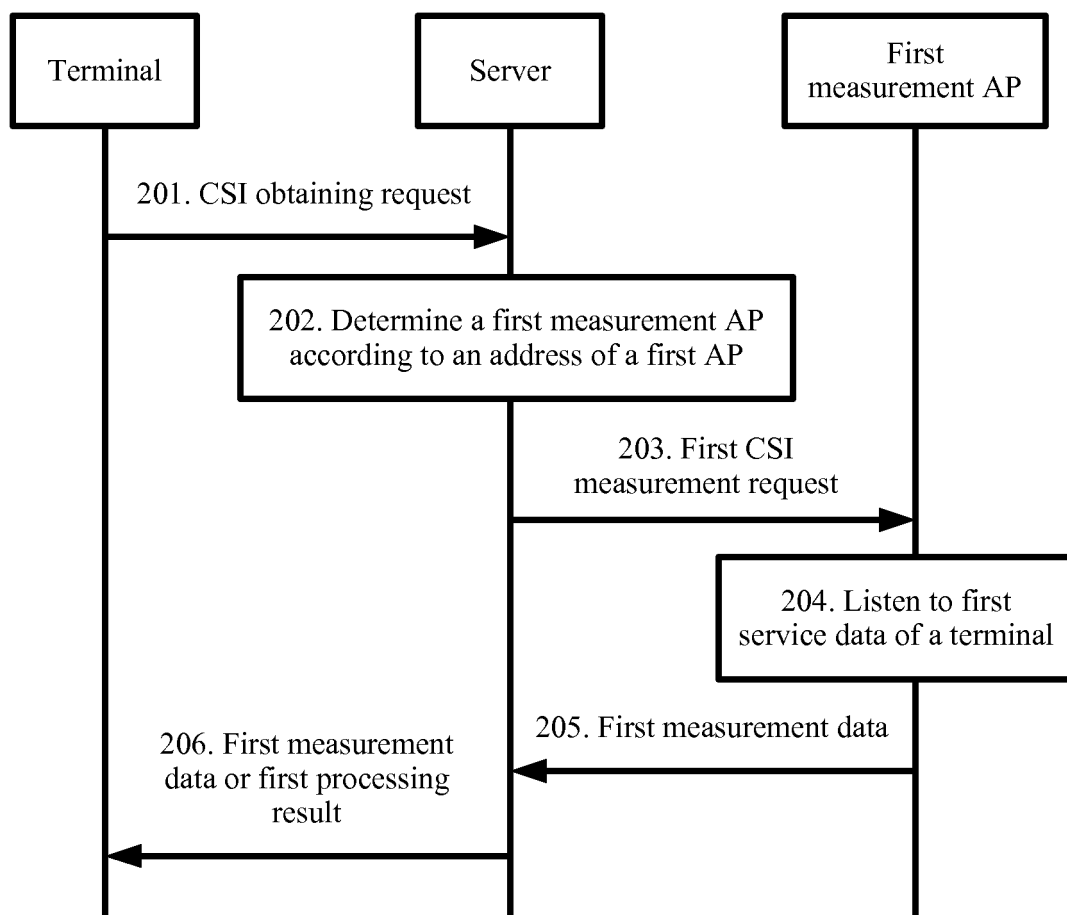 Terminal
Server
First
measurement AP
201. CSI obtaining request
202. Determine a first measurement AP
according to an address of a first AP
203. First CSI
measurement request
204. Listen to first
service data of a terminal
205. First measurement data
206. First measurement
data or first processing
result